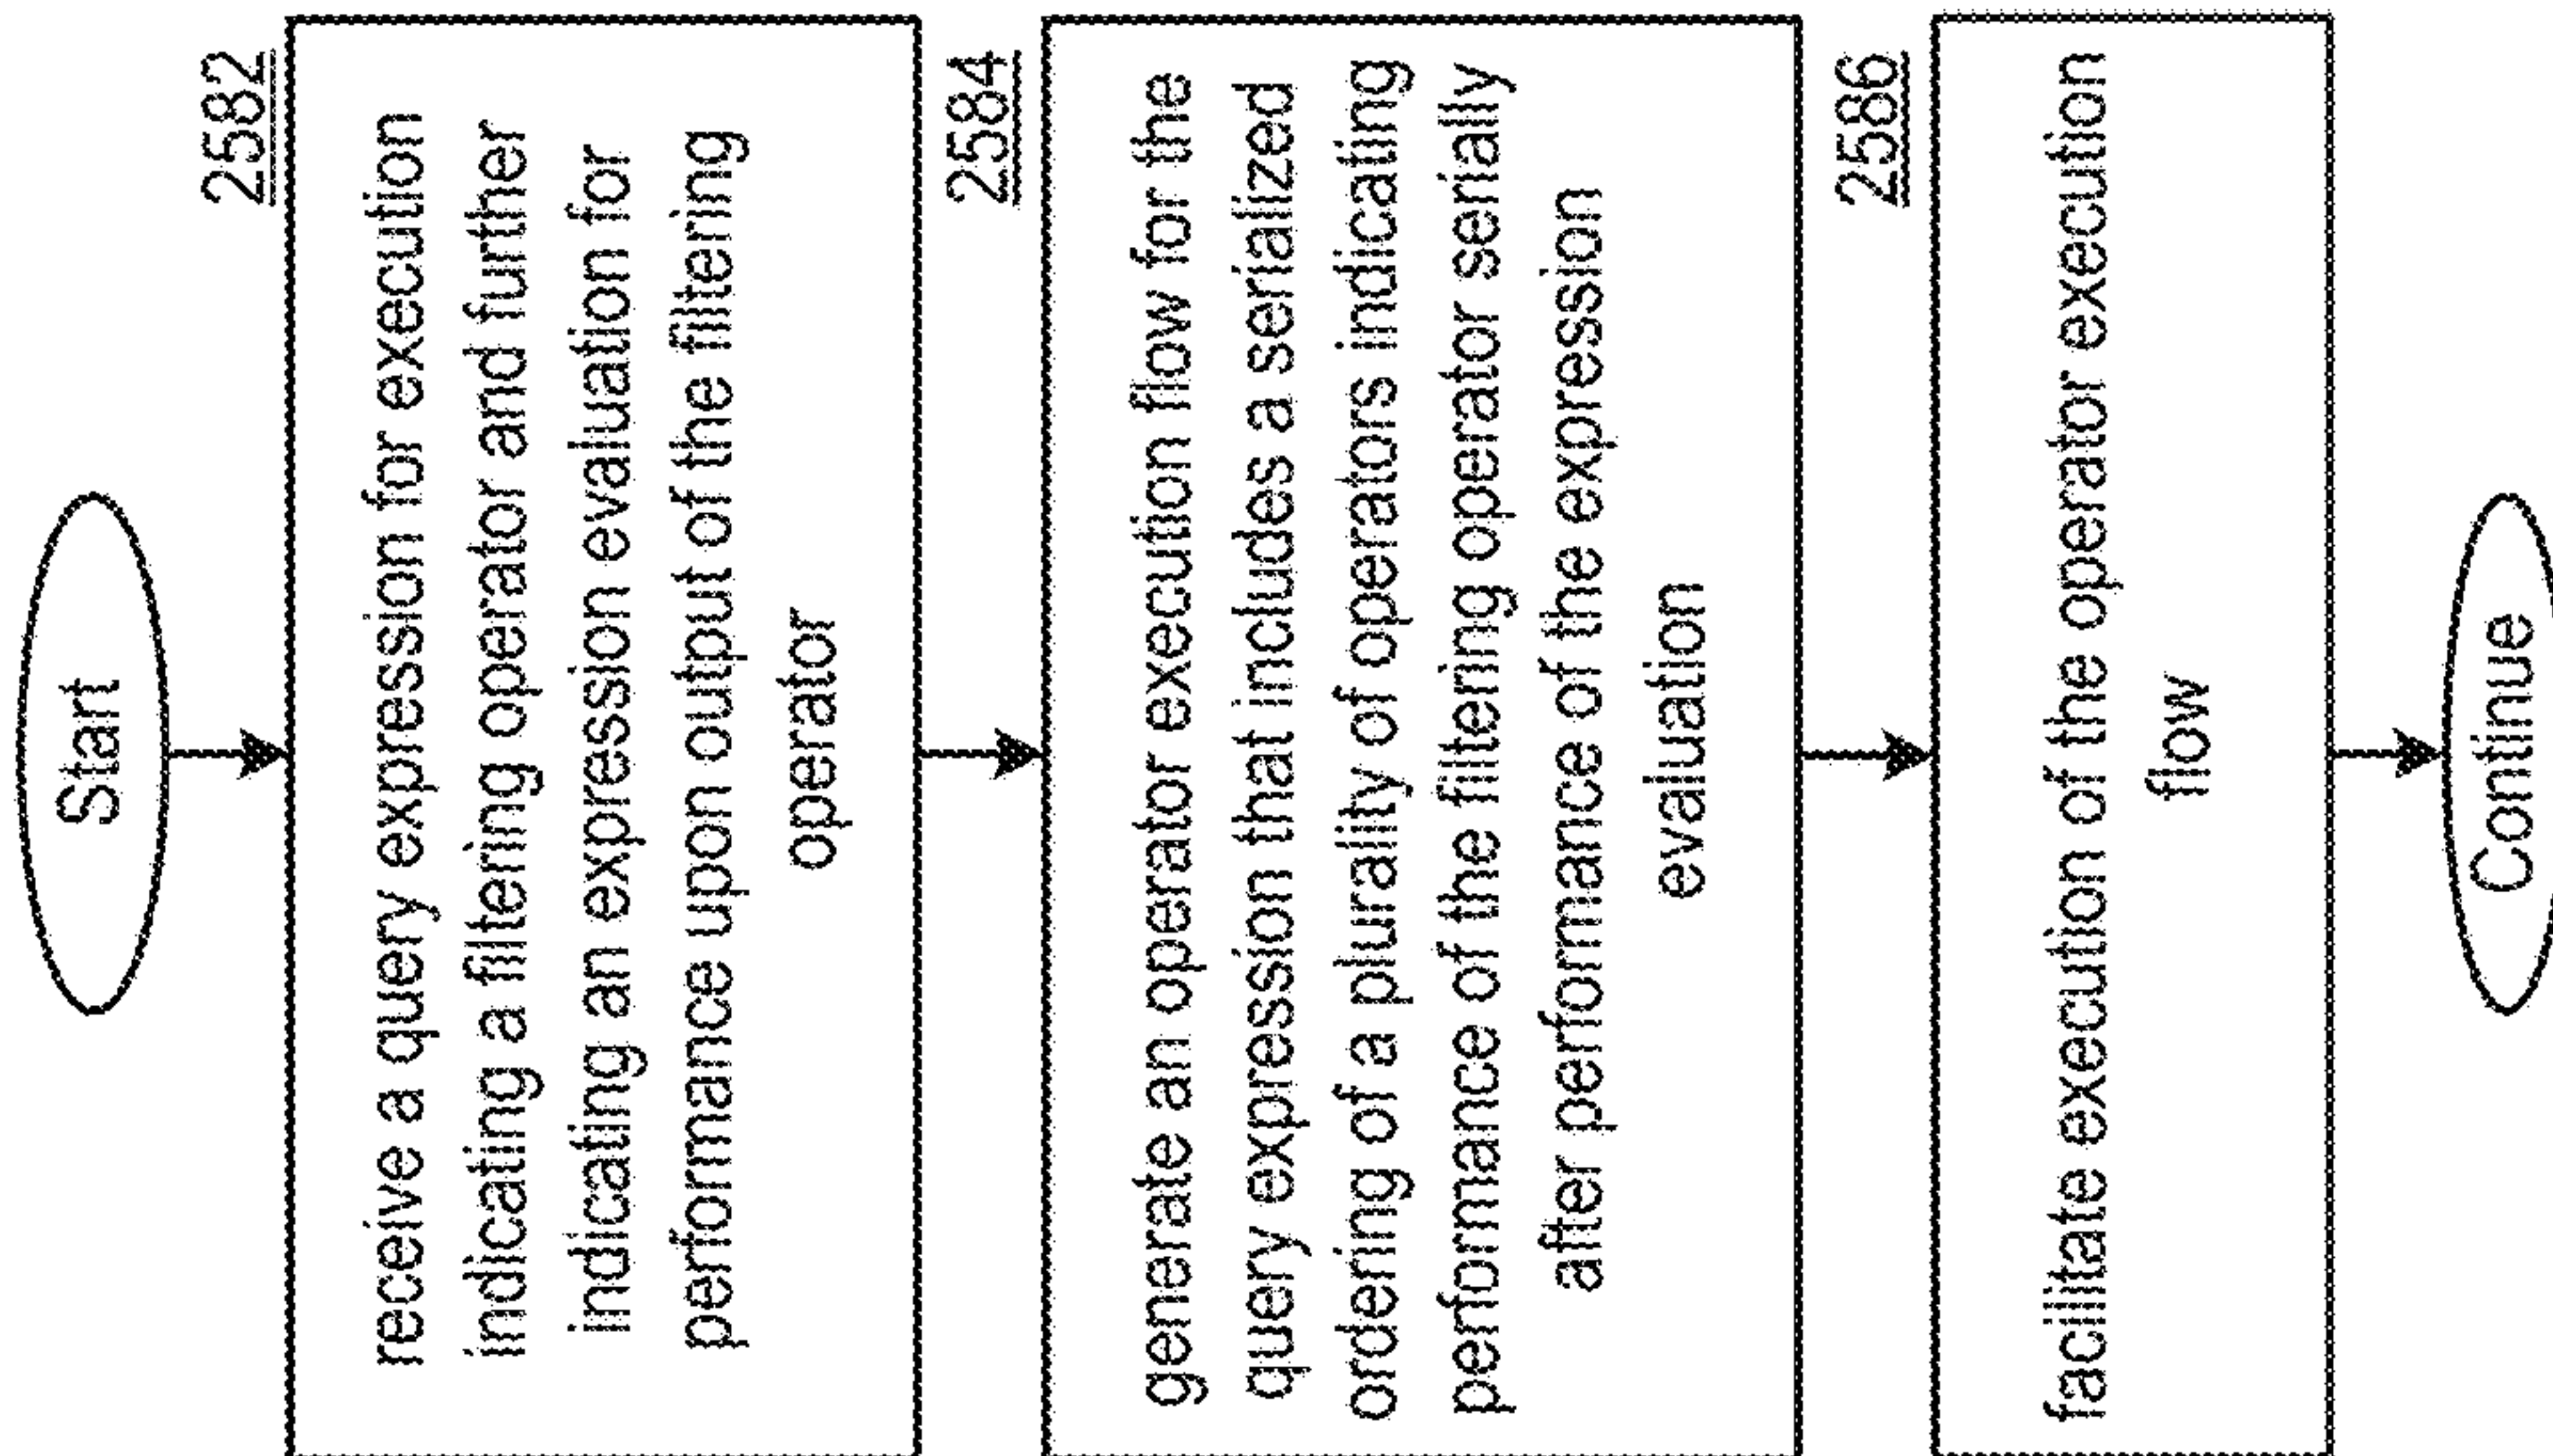 Start
2582
receive a query expression for execution
indicating a filtering operator and further
indicating an expression evaluation for
performance upon output of the filtering
operator
2584
generate an operator execution flow for the
query expression that includes a serialized
ordering of a plurality of operators indicating
performance of the filtering operator serially
after performance of the expression
evaluation
2586
facilitate execution of the operator execution
flow
Continue